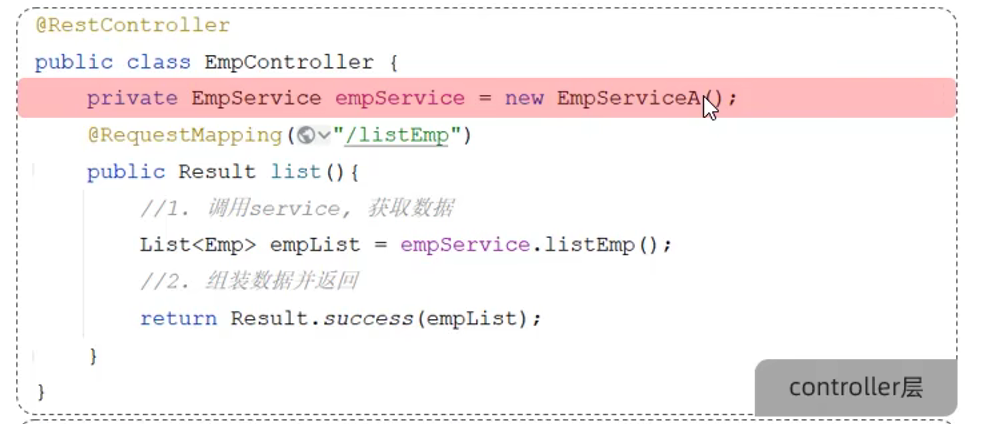 @RestController
public class EmpController {
private EmpService empService = new EmpServiceA();
@RequestMapping("/listEmp")
public Result list(){
//1. 调用service, 获取数据
List<Emp> empList = empService.listEmp();
//2. 组装数据并返回
return Result.success(empList);
}
}
controller层